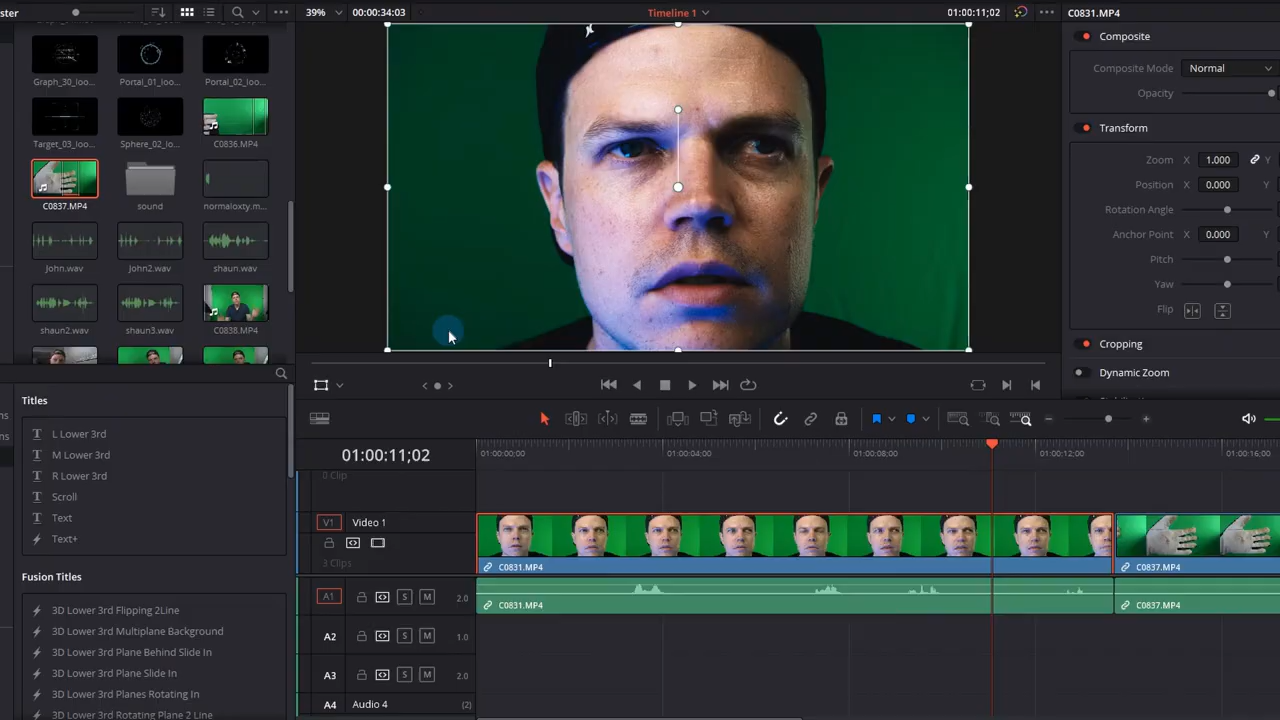 ster
39%
00:00:34:03
Timeline 1
01:00:11;02
C0831.MP4
Graph_30_loo...
Portal_01_loo...
Portal_02_loo...
Target_03_loo...
Sphere_02_lo...
C0836.MP4
C0837.MP4
sound
normaloxty.m...
John.wav
John2.wav
shaun.wav
shaun2.wav
shaun3.wav
C0838.MP4
Composite
Composite Mode
Normal
Opacity
Transform
Zoom X 1.000
Position X 0.000 Y
Rotation Angle
Anchor Point X 0.000 Y
Pitch
Yaw
Flip
Cropping
Dynamic Zoom
Titles
L Lower 3rd
M Lower 3rd
R Lower 3rd
Scroll
Text
Text+
Fusion Titles
3D Lower 3rd Flipping 2Line
3D Lower 3rd Multiplane Background
3D Lower 3rd Plane Behind Slide In
3D Lower 3rd Plane Slide In
3D Lower 3rd Planes Rotating In
3D Lower 3rd Rotating Plane 2 Line
01:00:11;02
01:00:00;00
01:00:04;00
01:00:08;00
01:00:12;00
01:00:16;00
0 Clip
V1 Video 1
3 Clips
C0831.MP4
C0837.MP4
A1 S M 2.0
C0831.MP4
C0837.MP4
A2 S M 1.0
A3 S M 2.0
A4 Audio 4 (2)